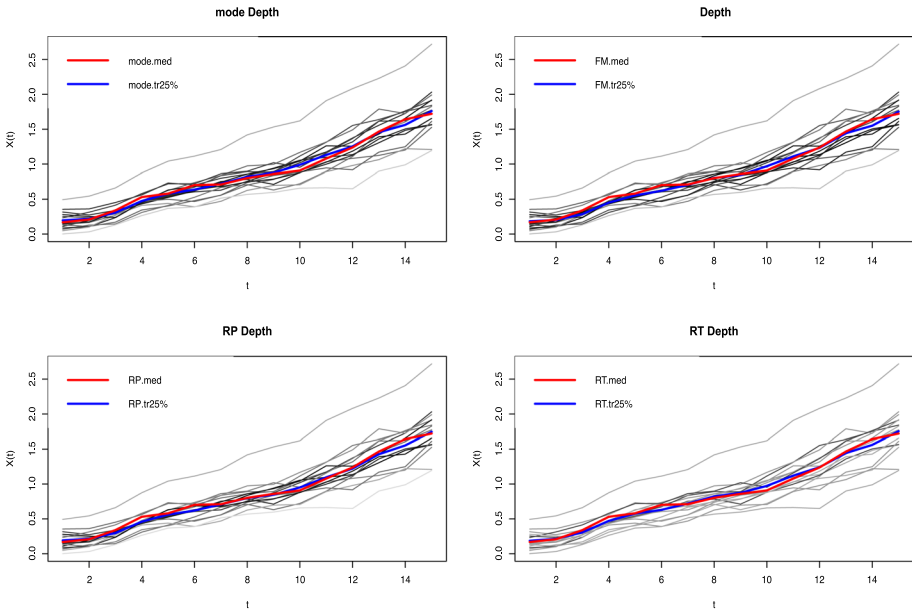 mode Depth
mode.med
mode.tr25%
X(t)
0.0 0.5 1.0 1.5 2.0 2.5
2 4 6 8 10 12 14
t
Depth
FM.med
FM.tr25%
X(t)
0.0 0.5 1.0 1.5 2.0 2.5
2 4 6 8 10 12 14
t
RP Depth
RP.med
RP.tr25%
X(t)
0.0 0.5 1.0 1.5 2.0 2.5
2 4 6 8 10 12 14
t
RT Depth
RT.med
RT.tr25%
X(t)
0.0 0.5 1.0 1.5 2.0 2.5
2 4 6 8 10 12 14
t